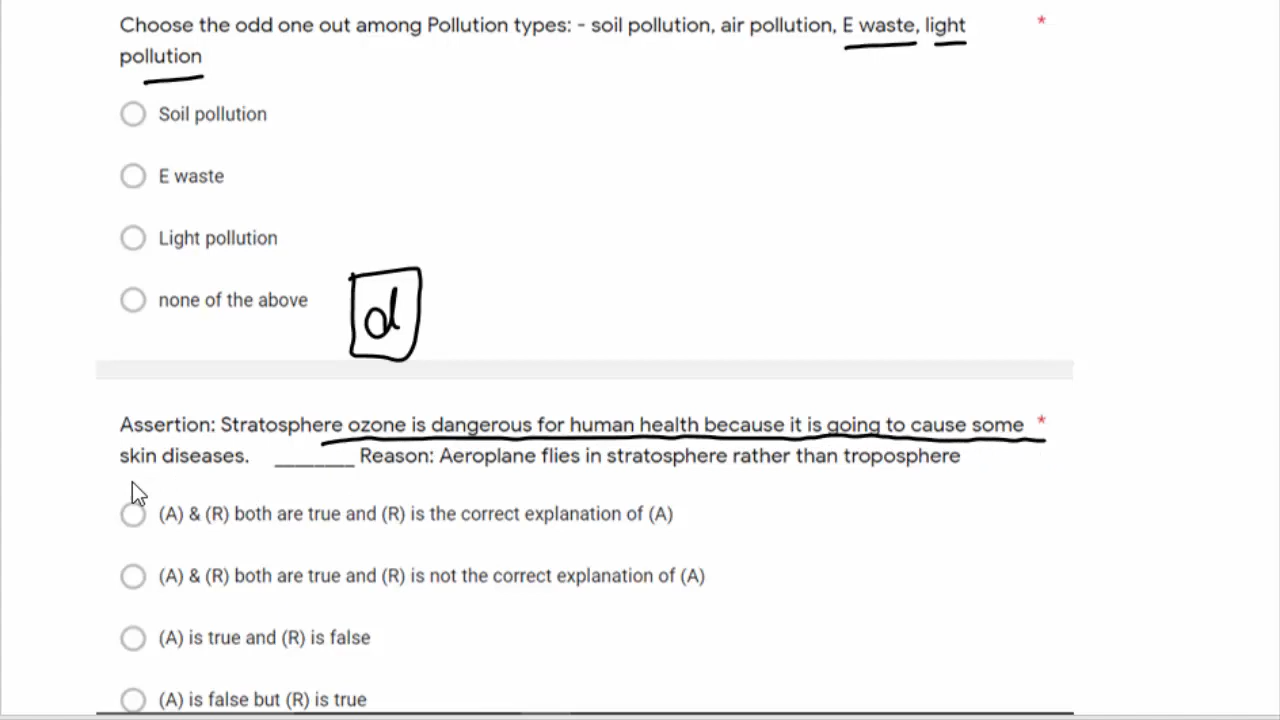 Choose the odd one out among Pollution types: - soil pollution, air pollution, E waste, light *
pollution
Soil pollution
E waste
Light pollution
none of the above
d
Assertion: Stratosphere ozone is dangerous for human health because it is going to cause some *
skin diseases. ________ Reason: Aeroplane flies in stratosphere rather than troposphere
(A) & (R) both are true and (R) is the correct explanation of (A)
(A) & (R) both are true and (R) is not the correct explanation of (A)
(A) is true and (R) is false
(A) is false but (R) is true